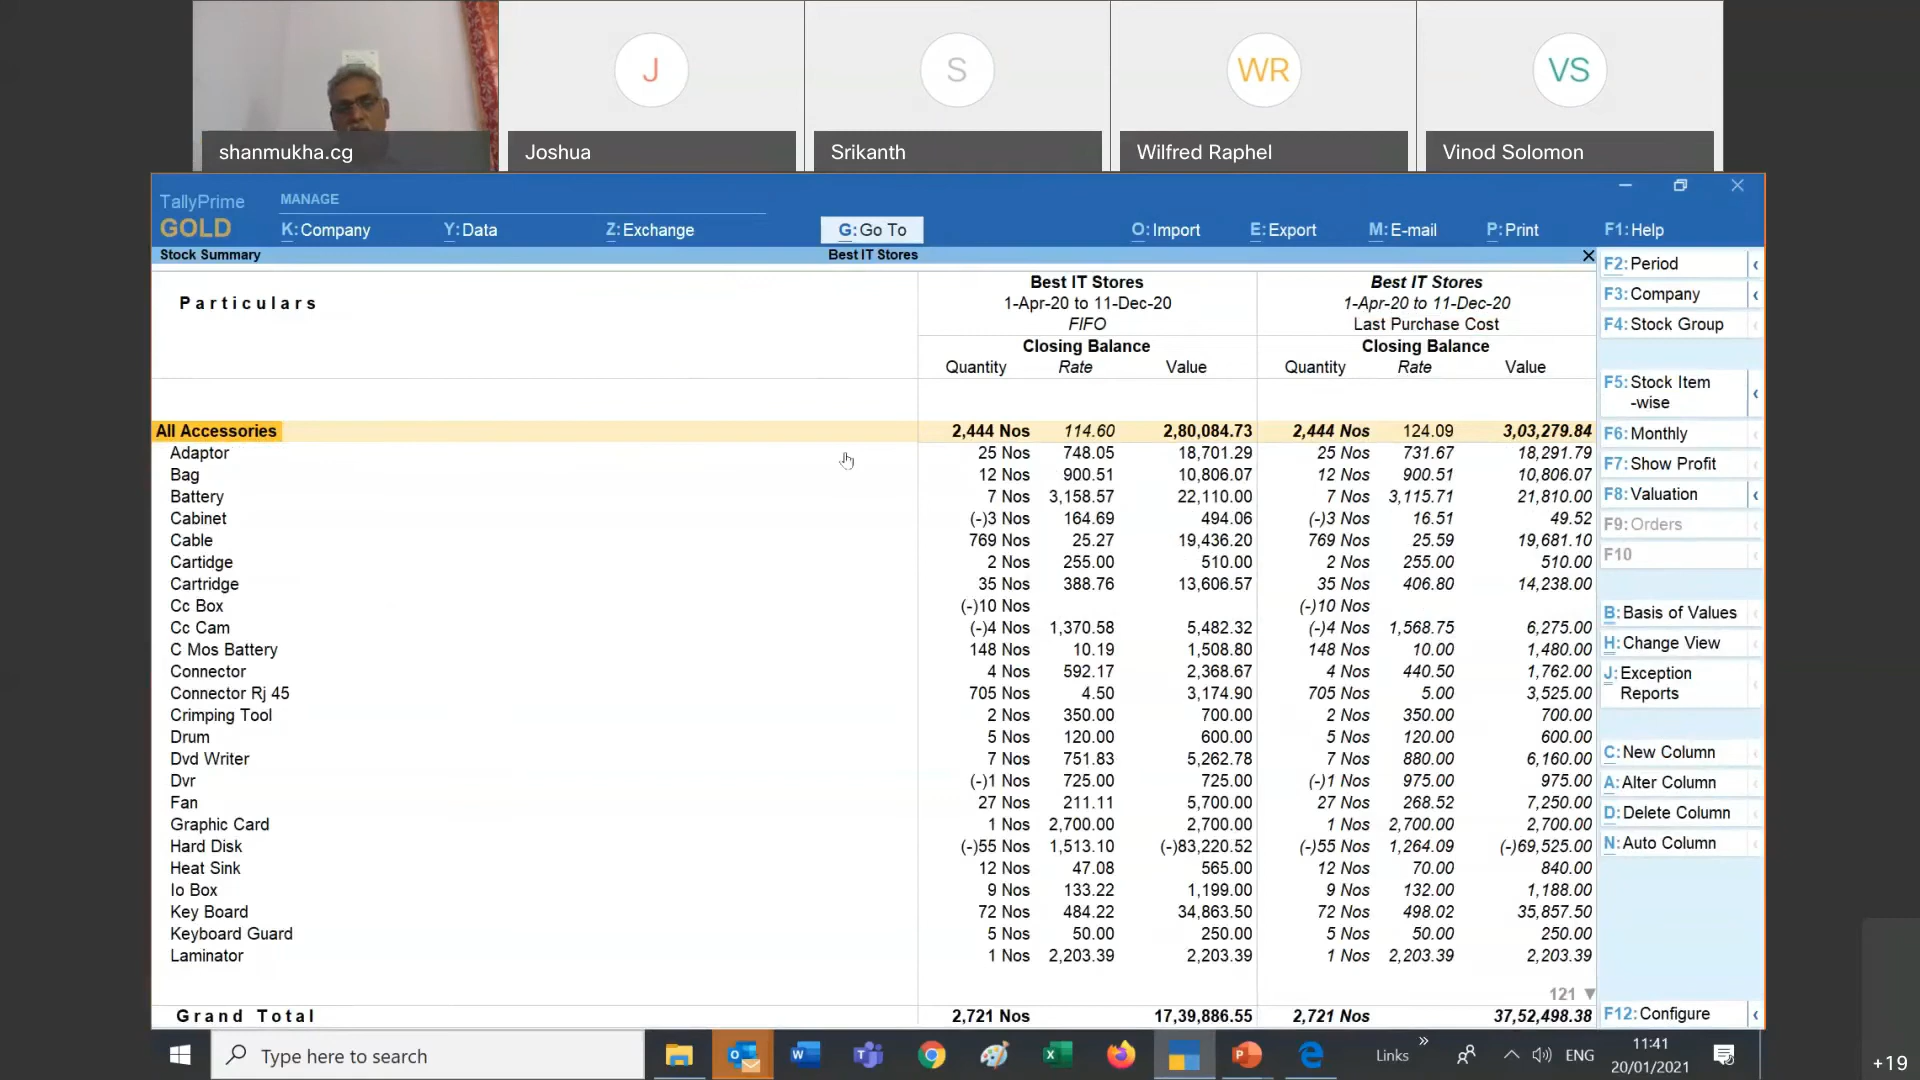 J
S
WR
VS
shanmukha.cg
Joshua
Srikanth
Wilfred Raphel
Vinod Solomon
TallyPrime
GOLD
MANAGE
K:Company Y:Data Z:Exchange G:Go To O:Import E:Export M:E-mail P:Print F1:Help
Stock Summary Best IT Stores
Particulars
Best IT Stores Best IT Stores
1-Apr-20 to 11-Dec-20 1-Apr-20 to 11-Dec-20
FIFO Last Purchase Cost
Closing Balance Closing Balance
Quantity Rate Value Quantity Rate Value
All Accessories 2,444 Nos 114.60 2,80,084.73 2,444 Nos 124.09 3,03,279.84
Adaptor 25 Nos 748.05 18,701.29 25 Nos 731.67 18,291.79
Bag 12 Nos 900.51 10,806.07 12 Nos 900.51 10,806.07
Battery 7 Nos 3,158.57 22,110.00 7 Nos 3,115.71 21,810.00
Cabinet (-)3 Nos 164.69 494.06 (-)3 Nos 16.51 49.52
Cable 769 Nos 25.27 19,436.20 769 Nos 25.59 19,681.10
Cartidge 2 Nos 255.00 510.00 2 Nos 255.00 510.00
Cartridge 35 Nos 388.76 13,606.57 35 Nos 406.80 14,238.00
Cc Box (-)10 Nos (-)10 Nos
Cc Cam (-)4 Nos 1,370.58 5,482.32 (-)4 Nos 1,568.75 6,275.00
C Mos Battery 148 Nos 10.19 1,508.80 148 Nos 10.00 1,480.00
Connector 4 Nos 592.17 2,368.67 4 Nos 440.50 1,762.00
Connector Rj 45 705 Nos 4.50 3,174.90 705 Nos 5.00 3,525.00
Crimping Tool 2 Nos 350.00 700.00 2 Nos 350.00 700.00
Drum 5 Nos 120.00 600.00 5 Nos 120.00 600.00
Dvd Writer 7 Nos 751.83 5,262.78 7 Nos 880.00 6,160.00
Dvr (-)1 Nos 725.00 725.00 (-)1 Nos 975.00 975.00
Fan 27 Nos 211.11 5,700.00 27 Nos 268.52 7,250.00
Graphic Card 1 Nos 2,700.00 2,700.00 1 Nos 2,700.00 2,700.00
Hard Disk (-)55 Nos 1,513.10 (-)83,220.52 (-)55 Nos 1,264.09 (-)69,525.00
Heat Sink 12 Nos 47.08 565.00 12 Nos 70.00 840.00
Io Box 9 Nos 133.22 1,199.00 9 Nos 132.00 1,188.00
Key Board 72 Nos 484.22 34,863.50 72 Nos 498.02 35,857.50
Keyboard Guard 5 Nos 50.00 250.00 5 Nos 50.00 250.00
Laminator 1 Nos 2,203.39 2,203.39 1 Nos 2,203.39 2,203.39
121 ▼
Grand Total 2,721 Nos 17,39,886.55 2,721 Nos 37,52,498.38
F2:Period
F3:Company
F4:Stock Group
F5:Stock Item
-wise
F6:Monthly
F7:Show Profit
F8:Valuation
F9:Orders
F10
B:Basis of Values
H:Change View
J:Exception
Reports
C:New Column
A:Alter Column
D:Delete Column
N:Auto Column
F12:Configure
Type here to search
Links
»
ENG
11:41
20/01/2021
+19